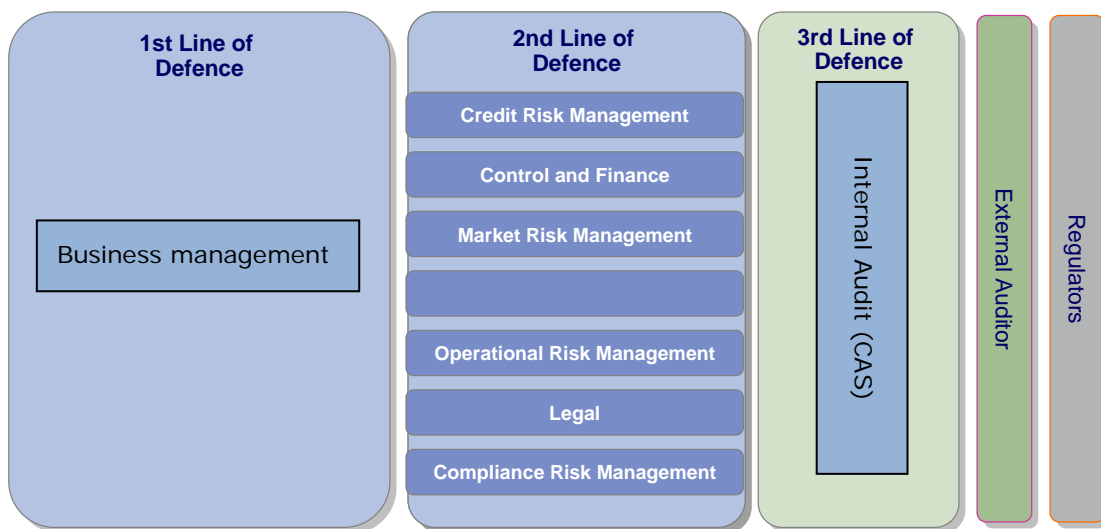 1st Line of
Defence
Business management
2nd Line of
Defence
Credit Risk Management
Control and Finance
Market Risk Management
Operational Risk Management
Legal
Compliance Risk Management
3rd Line of
Defence
Internal Audit (CAS)
External Auditor
Regulators